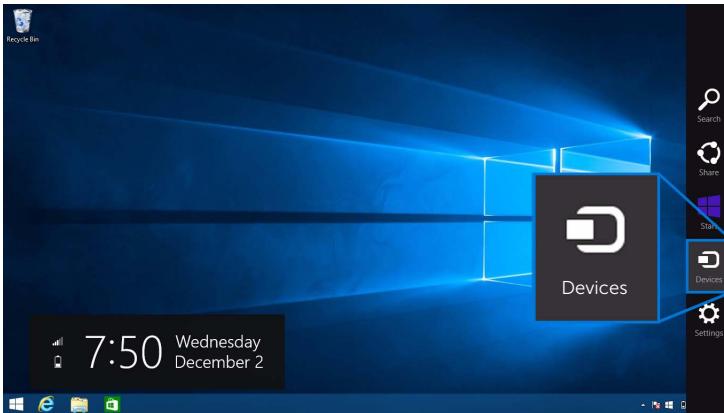 Recycle Bin
Search
Share
Start
Devices
Devices
Settings
7:50
Wednesday
December 2